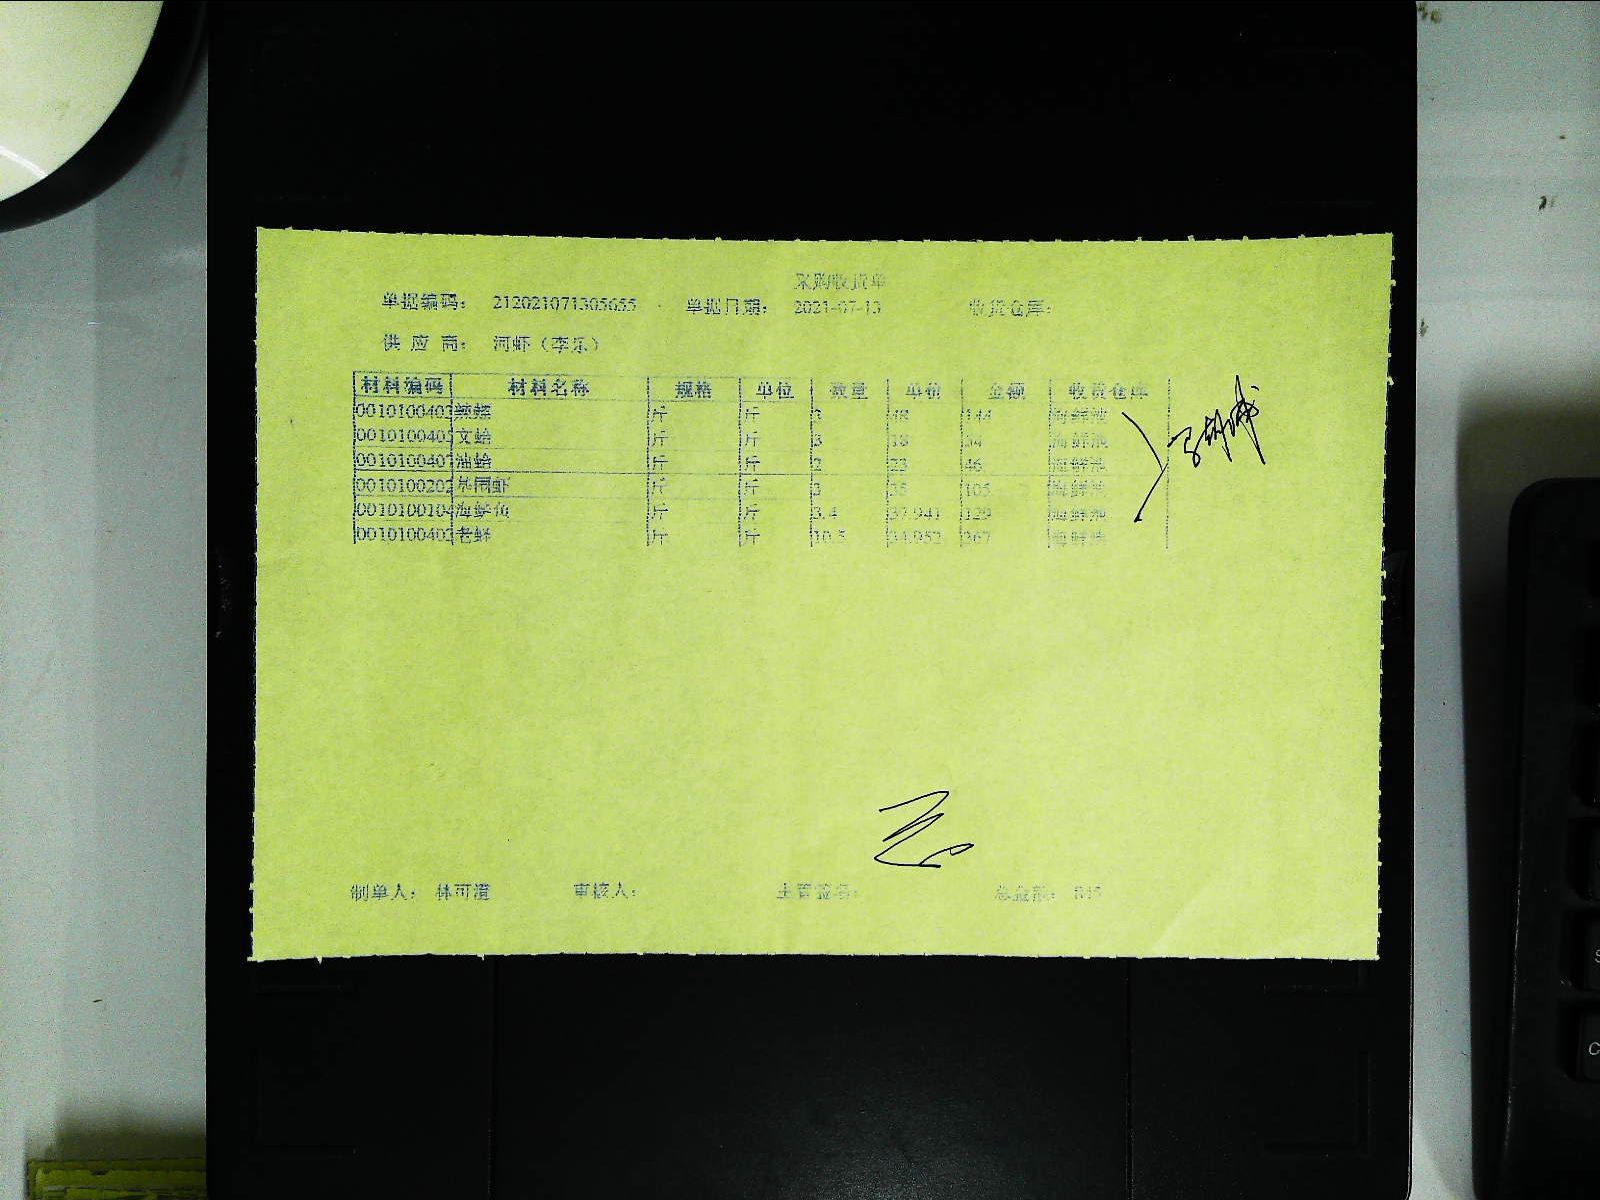 采购收货单
单据编码： 212021071305655 单据日期： 2021-07-13 收货仓库：
供 应 商： 河虾（李乐）
材料编码 材料名称 规格 单位 数量 单价 金额 收货仓库
0010100402 斤 斤 3 48 144 海鲜池
001010040 文蛤 斤 斤 3 18 54 海鲜池
0010100407 油蛤 斤 斤 2 23 46 海鲜池
0010100202 基围虾 斤 斤 3 35 105 海鲜池
0010100104 海鲈鱼 斤 斤 3.4 37.941 129 海鲜池
0010100402 老蛏 斤 斤 10.5 34.952 367 海鲜池
制单人： 林可 审核人： 主管签名： 总金额： 845